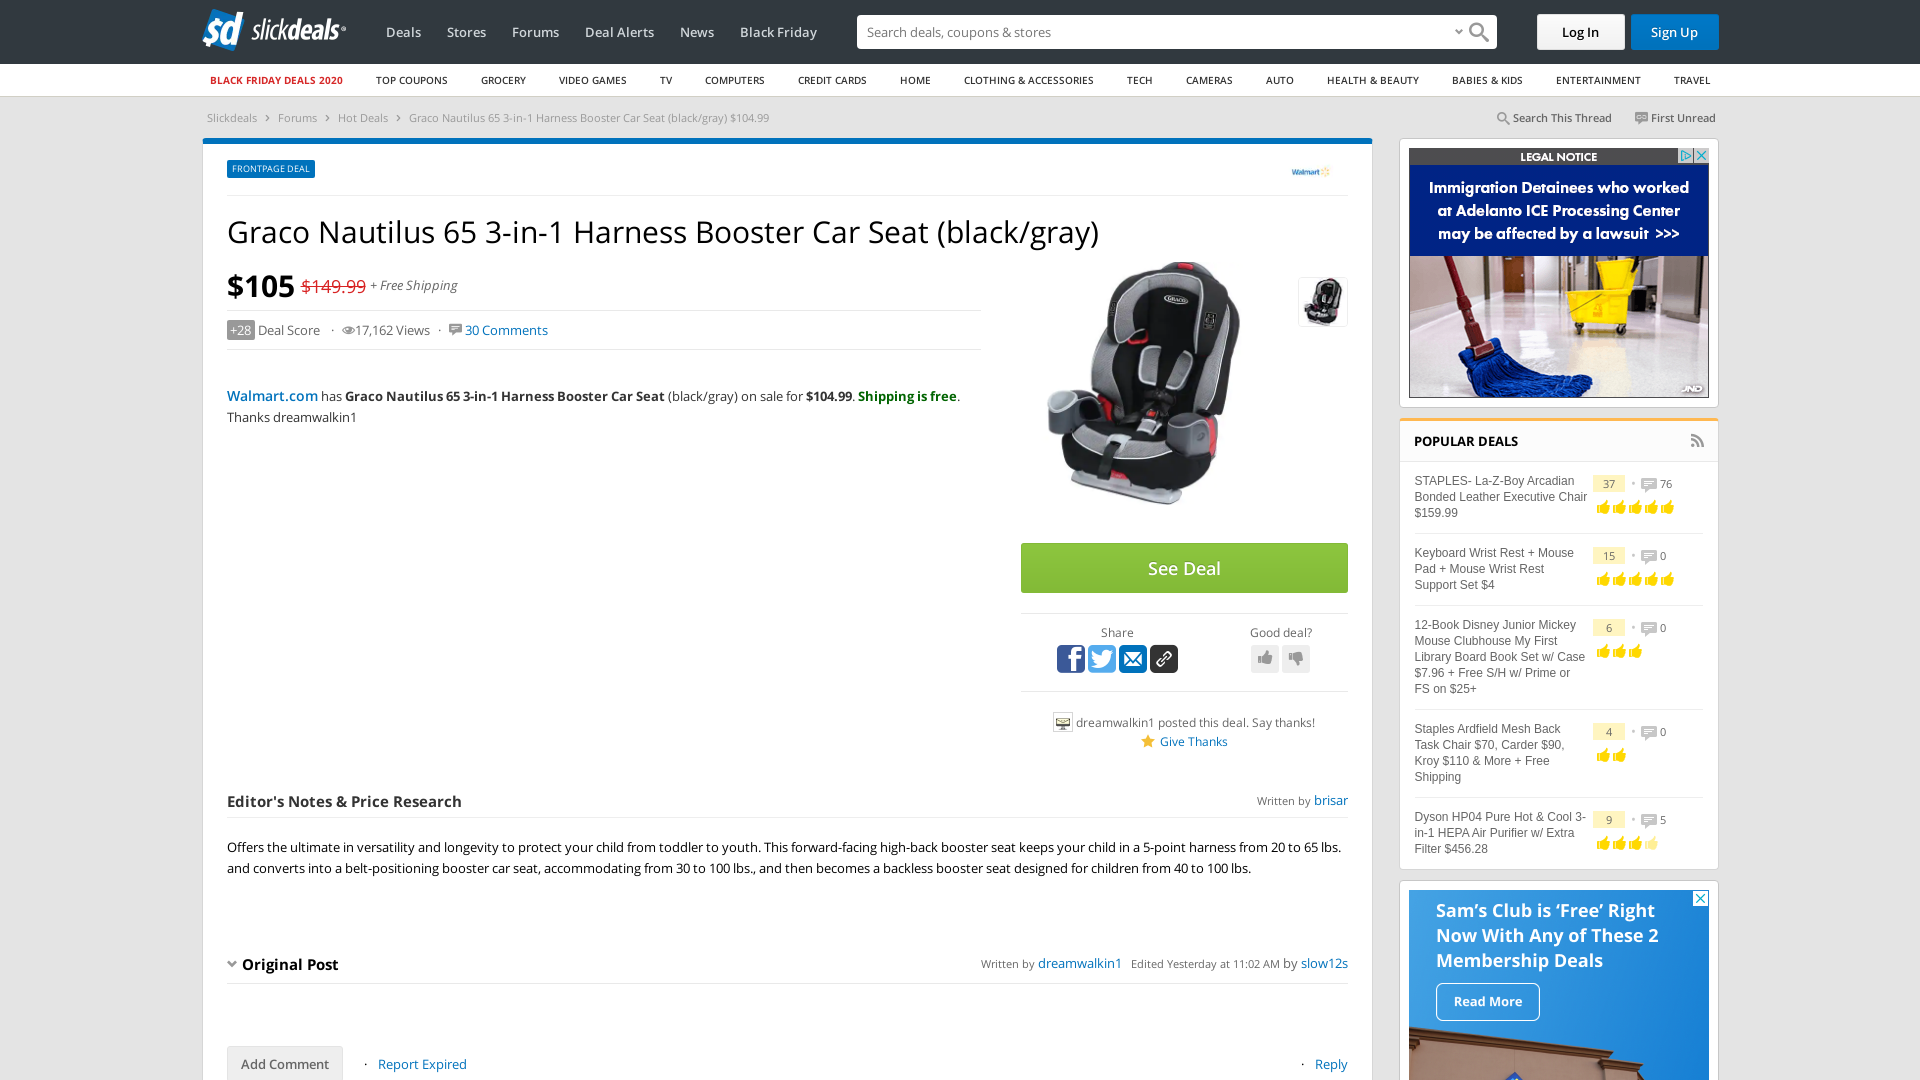 slickdeals
Deals
Stores
Forums
Deal Alerts
News
Black Friday
Search deals, coupons & stores
Log In
Sign Up
BLACK FRIDAY DEALS 2020
TOP COUPONS
GROCERY
VIDEO GAMES
TV
COMPUTERS
CREDIT CARDS
HOME
CLOTHING & ACCESSORIES
TECH
CAMERAS
AUTO
HEALTH & BEAUTY
BABIES & KIDS
ENTERTAINMENT
TRAVEL
Slickdeals › Forums › Hot Deals › Graco Nautilus 65 3-in-1 Harness Booster Car Seat (black/gray) $104.99
Search This Thread
First Unread
FRONTPAGE DEAL
Walmart
Graco Nautilus 65 3-in-1 Harness Booster Car Seat (black/gray)
$105 $149.99 + Free Shipping
+28 Deal Score · 17,162 Views · 30 Comments
Walmart.com has Graco Nautilus 65 3-in-1 Harness Booster Car Seat (black/gray) on sale for $104.99. Shipping is free.
Thanks dreamwalkin1
GRACO
See Deal
Share
Good deal?
dreamwalkin1 posted this deal. Say thanks!
Give Thanks
Editor's Notes & Price Research
Written by brisar
Offers the ultimate in versatility and longevity to protect your child from toddler to youth. This forward-facing high-back booster seat keeps your child in a 5-point harness from 20 to 65 lbs.
and converts into a belt-positioning booster car seat, accommodating from 30 to 100 lbs., and then becomes a backless booster seat designed for children from 40 to 100 lbs.
Original Post
Written by dreamwalkin1 Edited Yesterday at 11:02 AM by slow12s
Add Comment
· Report Expired
· Reply
LEGAL NOTICE
Immigration Detainees who worked
at Adelanto ICE Processing Center
may be affected by a lawsuit >>>
JND
POPULAR DEALS
STAPLES- La-Z-Boy Arcadian
Bonded Leather Executive Chair
$159.99
37 • 76
Keyboard Wrist Rest + Mouse
Pad + Mouse Wrist Rest
Support Set $4
15 • 0
12-Book Disney Junior Mickey
Mouse Clubhouse My First
Library Board Book Set w/ Case
$7.96 + Free S/H w/ Prime or
FS on $25+
6 • 0
Staples Ardfield Mesh Back
Task Chair $70, Carder $90,
Kroy $110 & More + Free
Shipping
4 • 0
Dyson HP04 Pure Hot & Cool 3-
in-1 HEPA Air Purifier w/ Extra
Filter $456.28
9 • 5
Sam's Club is ‘Free’ Right
Now With Any of These 2
Membership Deals
Read More